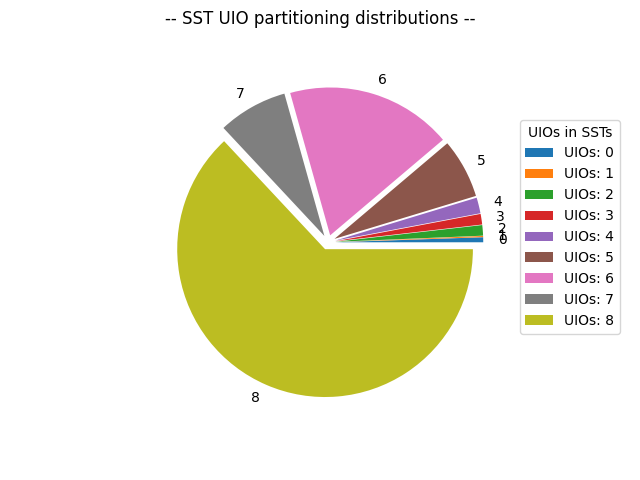 -- SST UIO partitioning distributions --
6
7
5
4
3
2
1
0
8
UIOs in SSTs
UIOs: 0
UIOs: 1
UIOs: 2
UIOs: 3
UIOs: 4
UIOs: 5
UIOs: 6
UIOs: 7
UIOs: 8